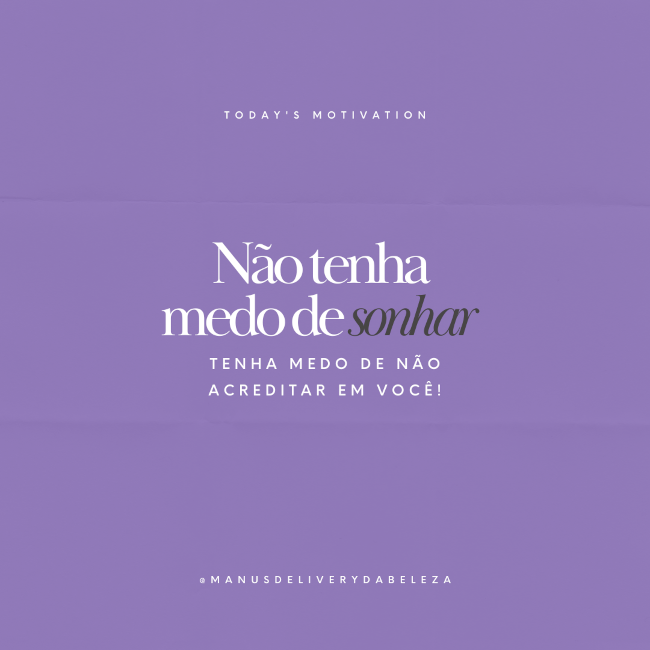 TODAY'S MOTIVATION
Não tenha
medo de sonhar
TENHA MEDO DE NÃO
ACREDITAR EM VOCÊ!
@MANUSDELIVERYDABELEZA